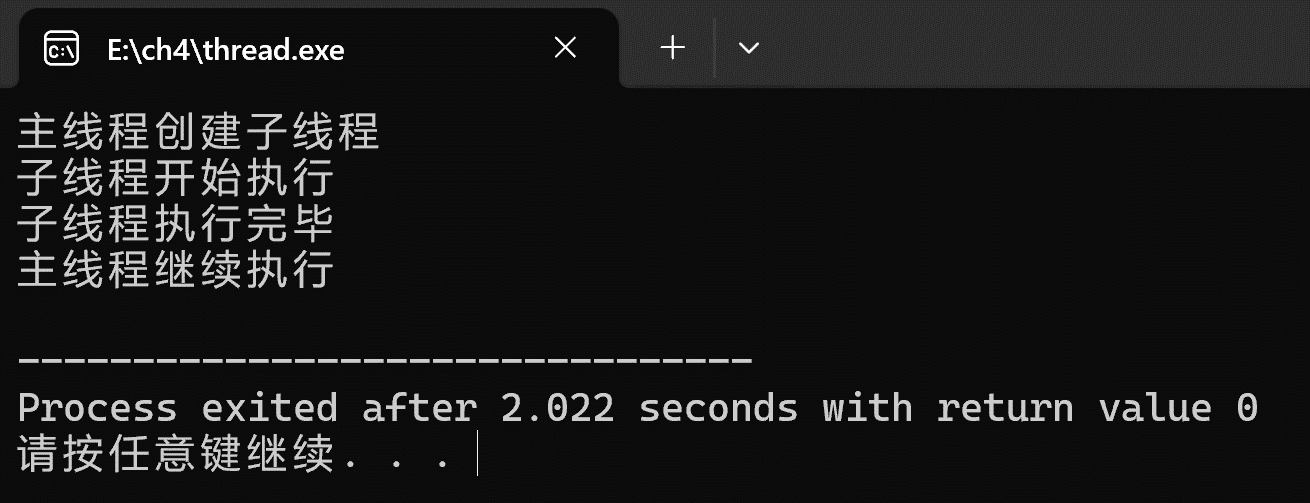 E:\ch4\thread.exe
主线程创建子线程
子线程开始执行
子线程执行完毕
主线程继续执行
--------------------------------
Process exited after 2.022 seconds with return value 0
请按任意键继续. . .